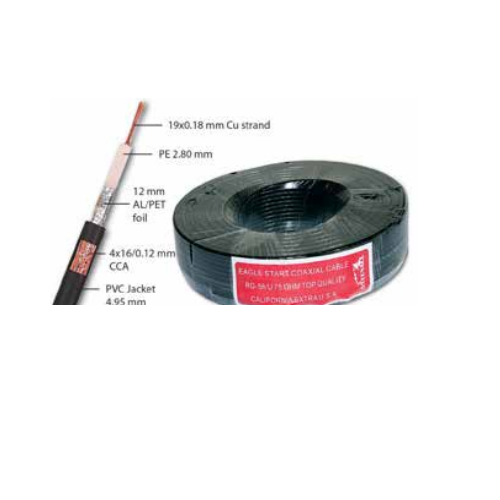 19x0.18 mm Cu strand
PE 2.80 mm
12 mm
AL/PET
foil
4x16/0.12 mm
CCA
PVC Jacket
4.95 mm
EAGLE STARS COAXIAL CABLE
RG-59/U 75 OHM TOP QUALITY